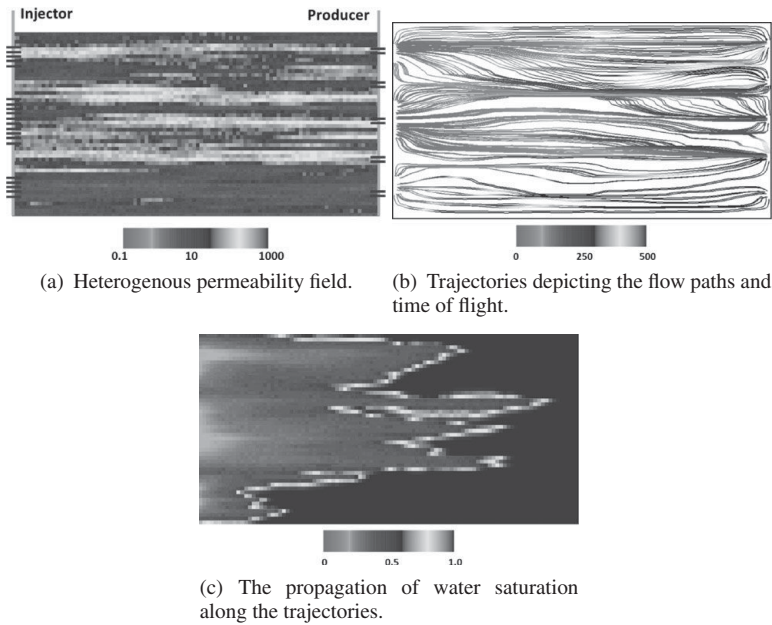 Injector Producer
0.1 10 1000
0 250 500
(a) Heterogenous permeability field.
(b) Trajectories depicting the flow paths and
time of flight.
0 0.5 1.0
(c) The propagation of water saturation
along the trajectories.